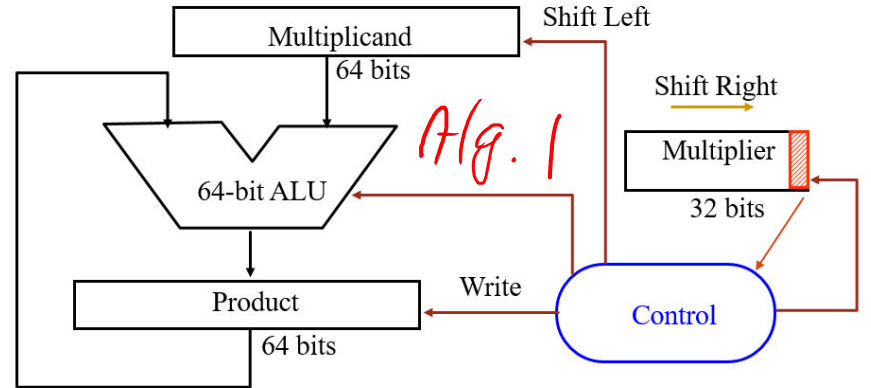 Shift Left
Multiplicand
64 bits
Shift Right
Alg. 1
Multiplier
64-bit ALU
32 bits
Write
Product
Control
64 bits